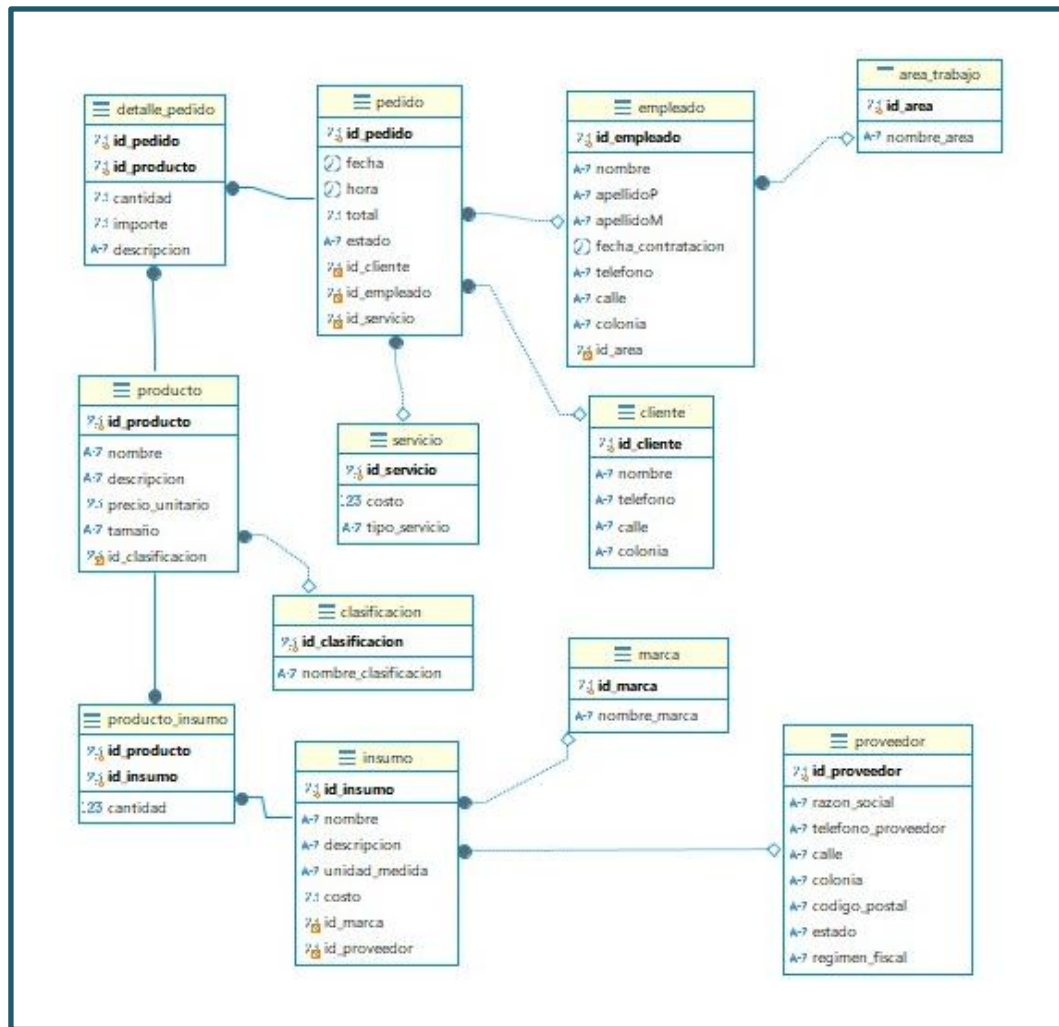 detalle_pedido
id_pedido
id_producto
cantidad
importe
descripcion
pedido
id_pedido
fecha
hora
total
estado
id_cliente
id_empleado
id_servicio
empleado
id_empleado
nombre
apellidoP
apellidoM
fecha_contratacion
telefono
calle
colonia
id_area
area_trabajo
id_area
nombre_area
producto
id_producto
nombre
descripcion
precio_unitario
tamaño
id_clasificacion
servicio
id_servicio
123 costo
tipo_servicio
cliente
id_cliente
nombre
telefono
calle
colonia
clasificacion
id_clasificacion
nombre_clasificacion
marca
id_marca
nombre_marca
producto_insumo
id_producto
id_insumo
123 cantidad
insumo
id_insumo
nombre
descripcion
unidad_medida
costo
id_marca
id_proveedor
proveedor
id_proveedor
razon_social
telefono_proveedor
calle
colonia
codigo_postal
estado
regimen_fiscal